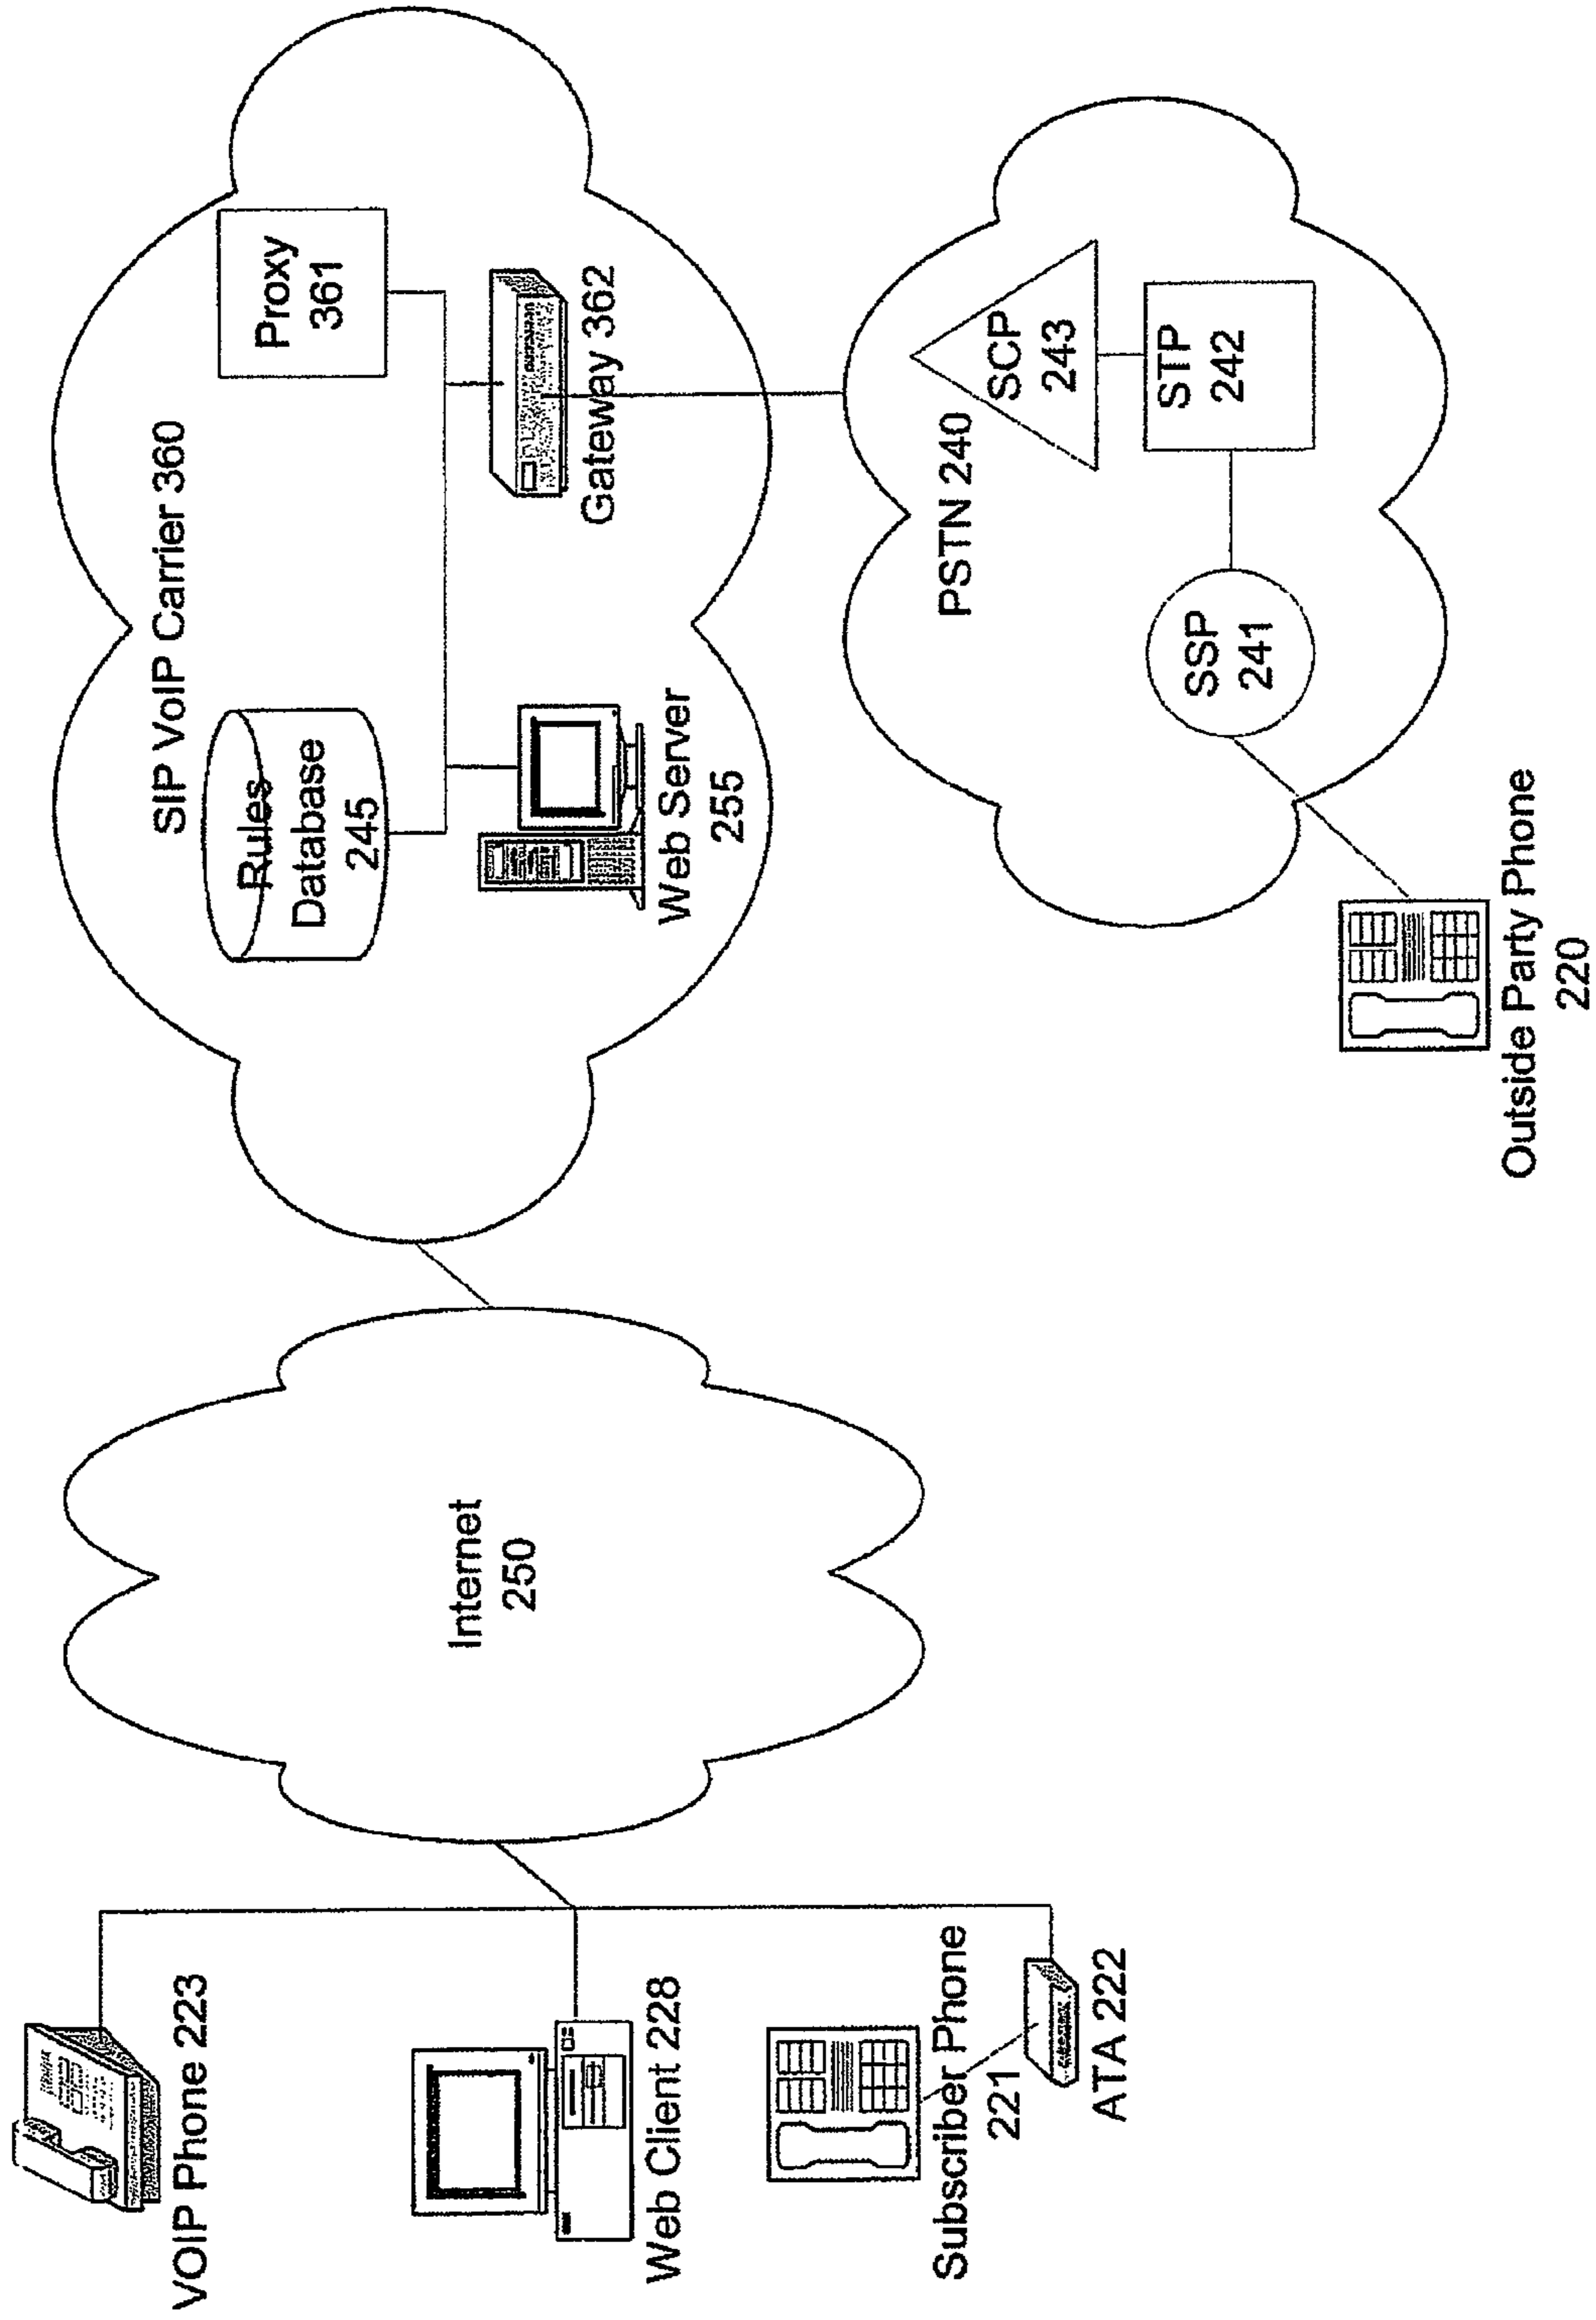 VOIP Phone 223
Web Client 228
Subscriber Phone
221
ATA 222
Internet
250
SIP VoIP Carrier 360
Rules
Database
245
Proxy
361
Web Server
255
Gateway 362
PSTN 240
SCP
243
STP
242
SSP
241
Outside Party Phone
220